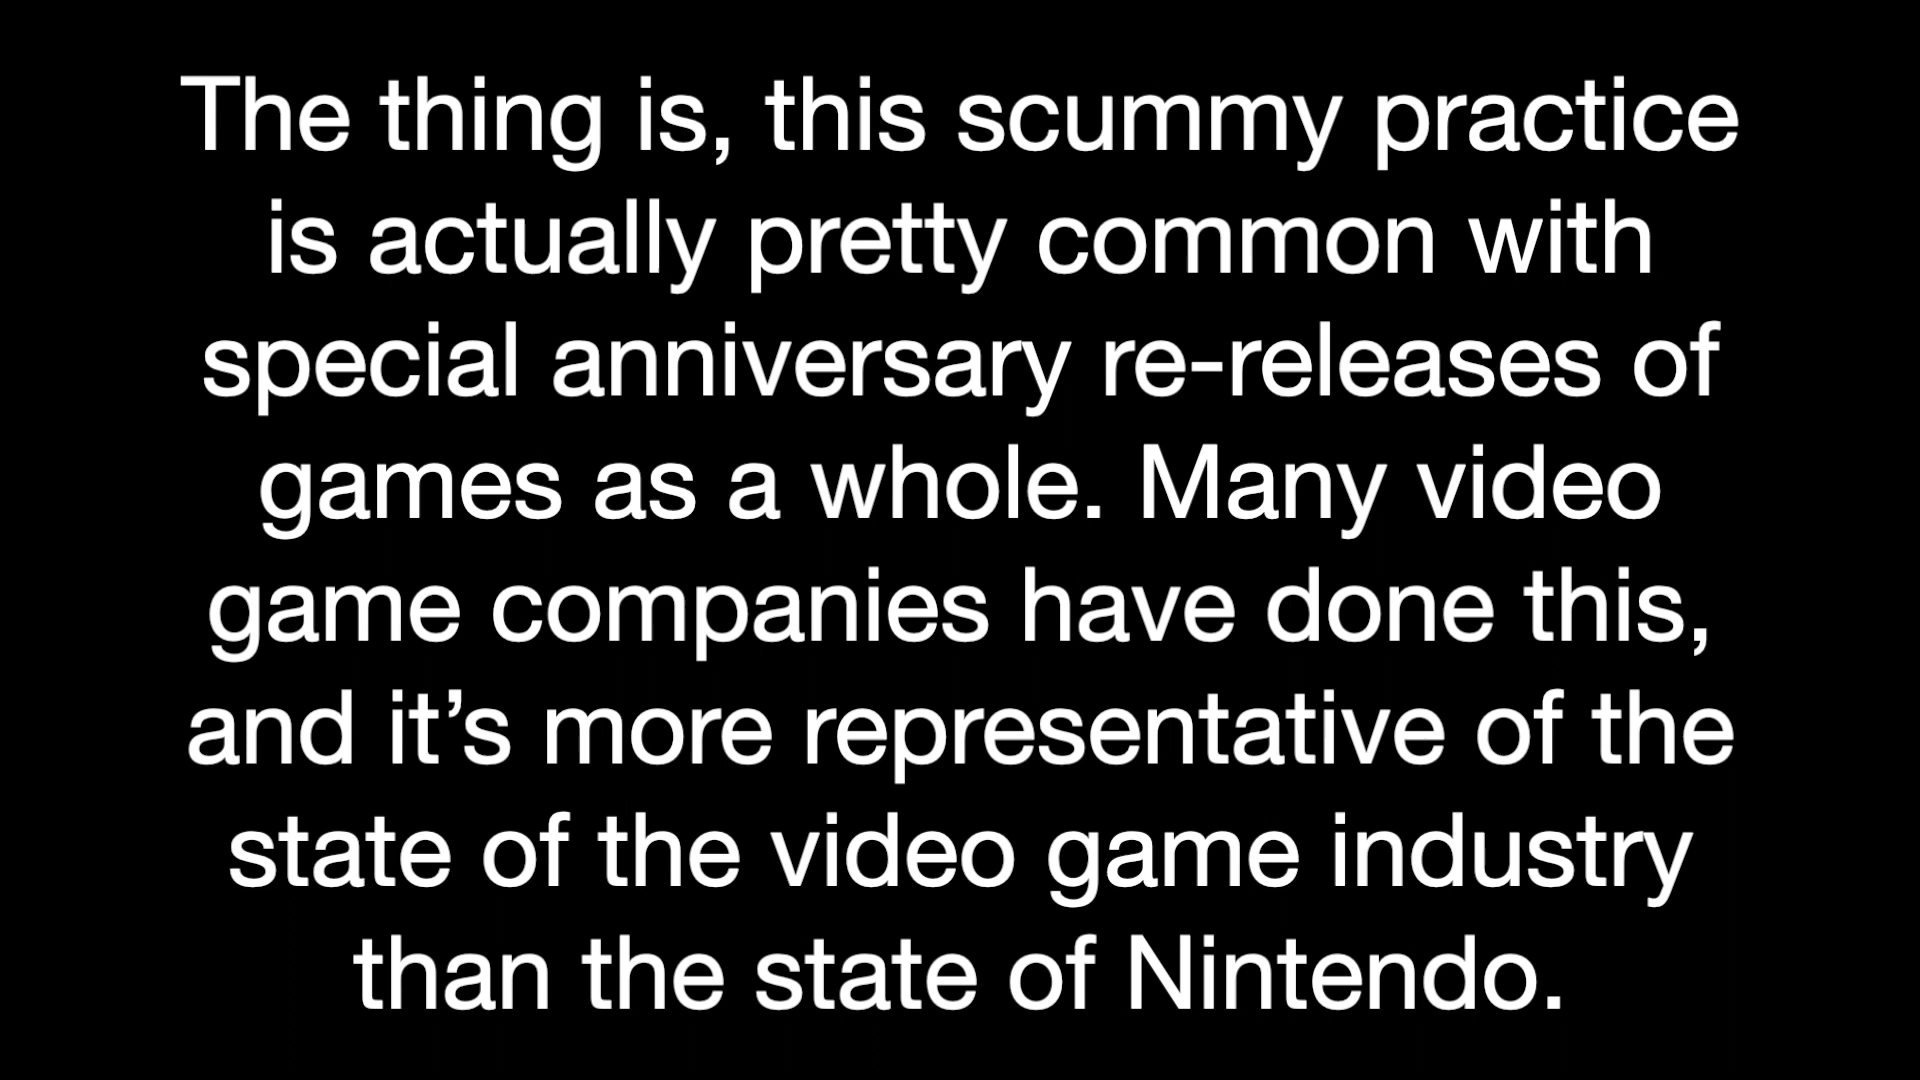 The thing is, this scummy practice
is actually pretty common with
special anniversary re-releases of
games as a whole. Many video
game companies have done this,
and it’s more representative of the
state of the video game industry
than the state of Nintendo.